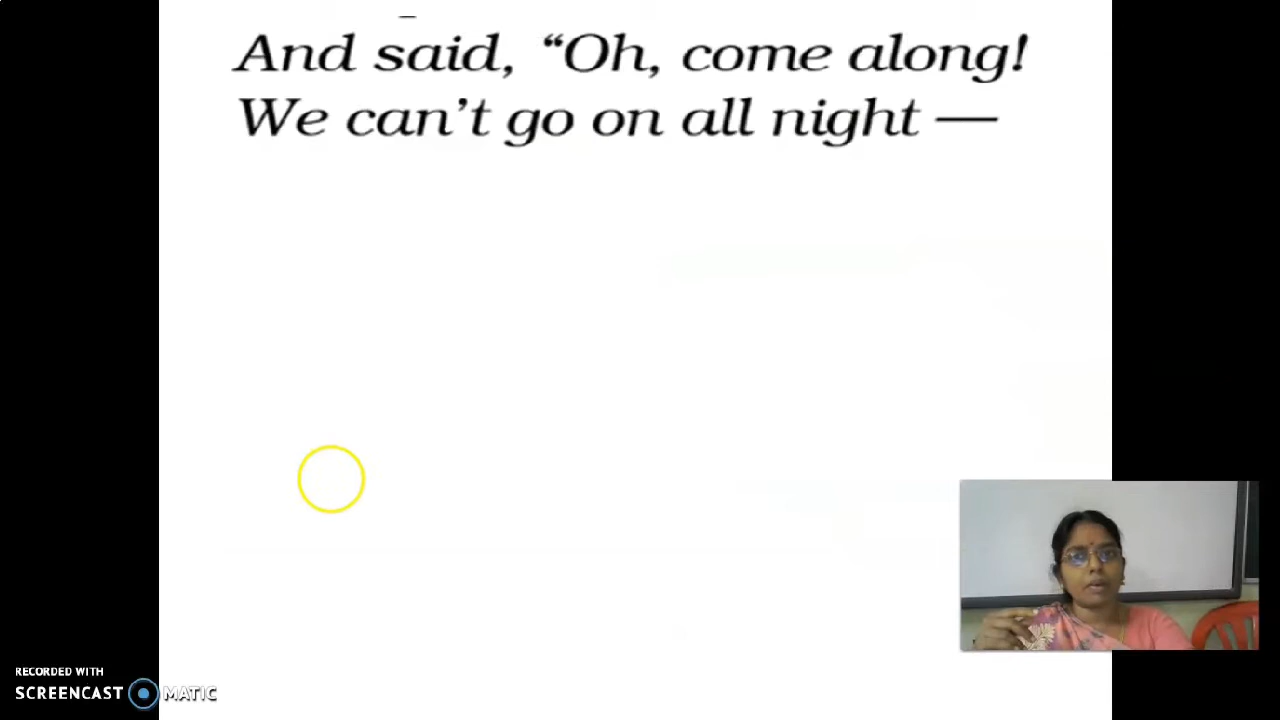 And said, “Oh, come along!
We can’t go on all night —
RECORDED WITH
SCREENCAST MATIC